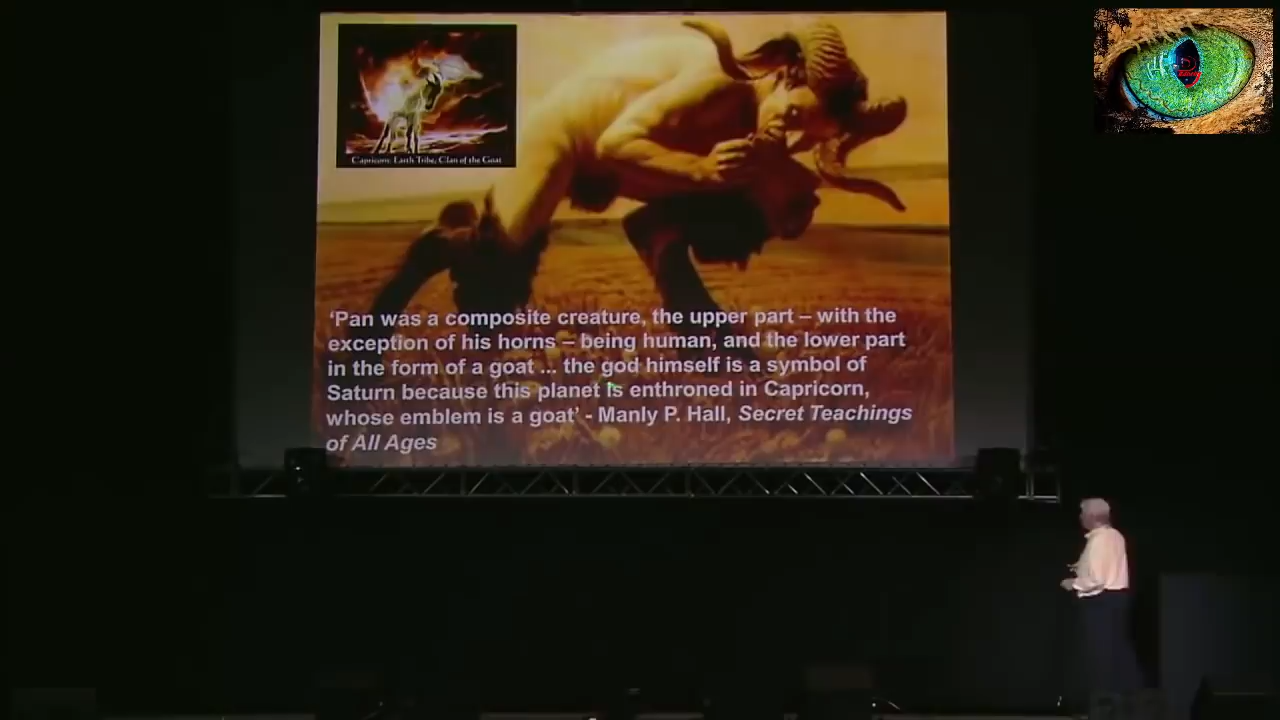 Capricorn: Earth Tribe, Clan of the Goat
‘Pan was a composite creature, the upper part – with the
exception of his horns – being human, and the lower part
in the form of a goat ... the god himself is a symbol of
Saturn because this planet is enthroned in Capricorn,
whose emblem is a goat’ - Manly P. Hall, Secret Teachings
of All Ages